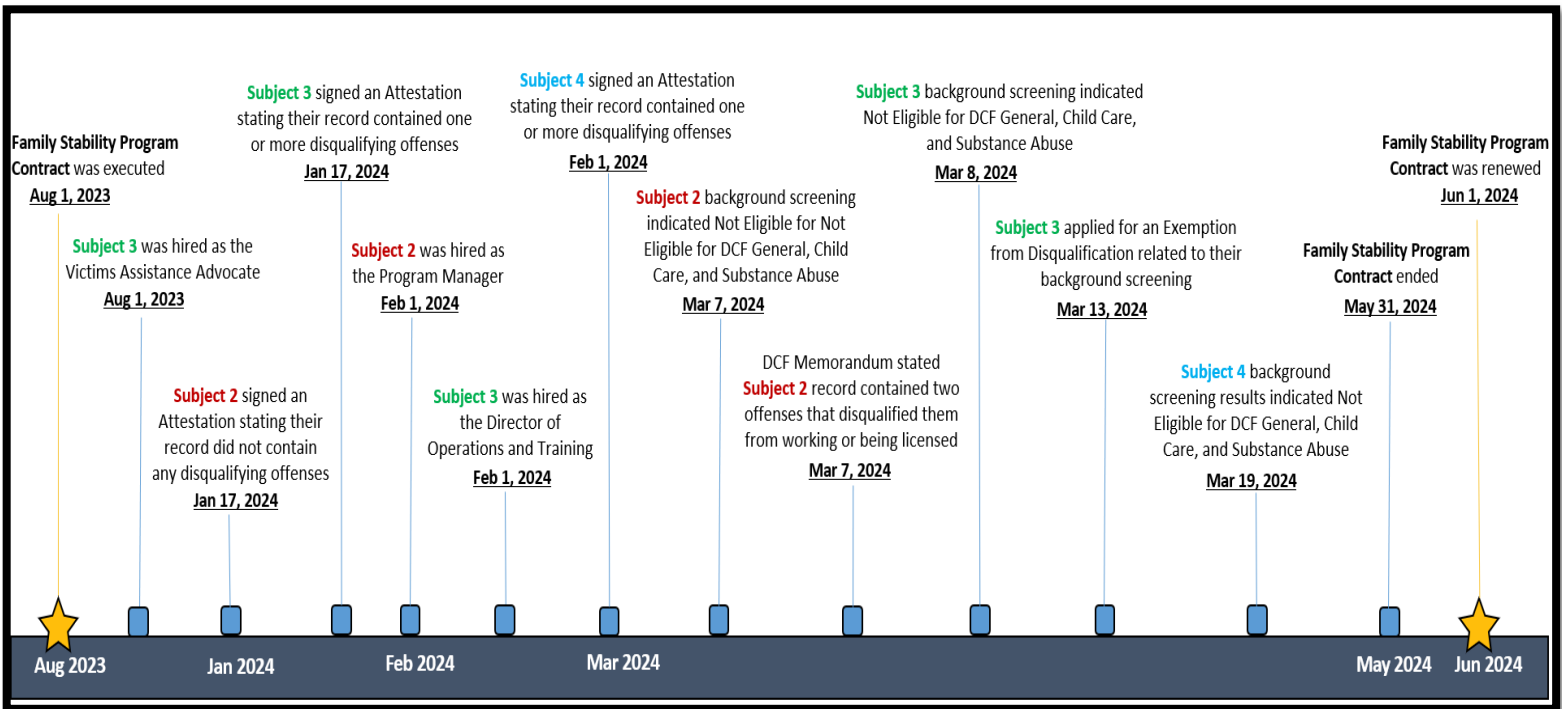 Family Stability Program
Contract was executed
Aug 1, 2023
Subject 3 was hired as the
Victims Assistance Advocate
Aug 1, 2023
Subject 2 signed an
Attestation stating their
record did not contain
any disqualifying offenses
Jan 17, 2024
Subject 3 signed an Attestation
stating their record contained one
or more disqualifying offenses
Jan 17, 2024
Subject 2 was hired as
the Program Manager
Feb 1, 2024
Subject 3 was hired as
the Director of
Operations and Training
Feb 1, 2024
Subject 4 signed an Attestation
stating their record contained one
or more disqualifying offenses
Feb 1, 2024
Subject 2 background screening
indicated Not Eligible for Not
Eligible for DCF General, Child
Care, and Substance Abuse
Mar 7, 2024
DCF Memorandum stated
Subject 2 record contained two
offenses that disqualified them
from working or being licensed
Mar 7, 2024
Subject 3 background screening indicated
Not Eligible for DCF General, Child Care,
and Substance Abuse
Mar 8, 2024
Subject 3 applied for an Exemption
from Disqualification related to their
background screening
Mar 13, 2024
Subject 4 background
screening results indicated Not
Eligible for DCF General, Child
Care, and Substance Abuse
Mar 19, 2024
Family Stability Program
Contract ended
May 31, 2024
Family Stability Program
Contract was renewed
Jun 1, 2024
Aug 2023
Jan 2024
Feb 2024
Mar 2024
May 2024
Jun 2024